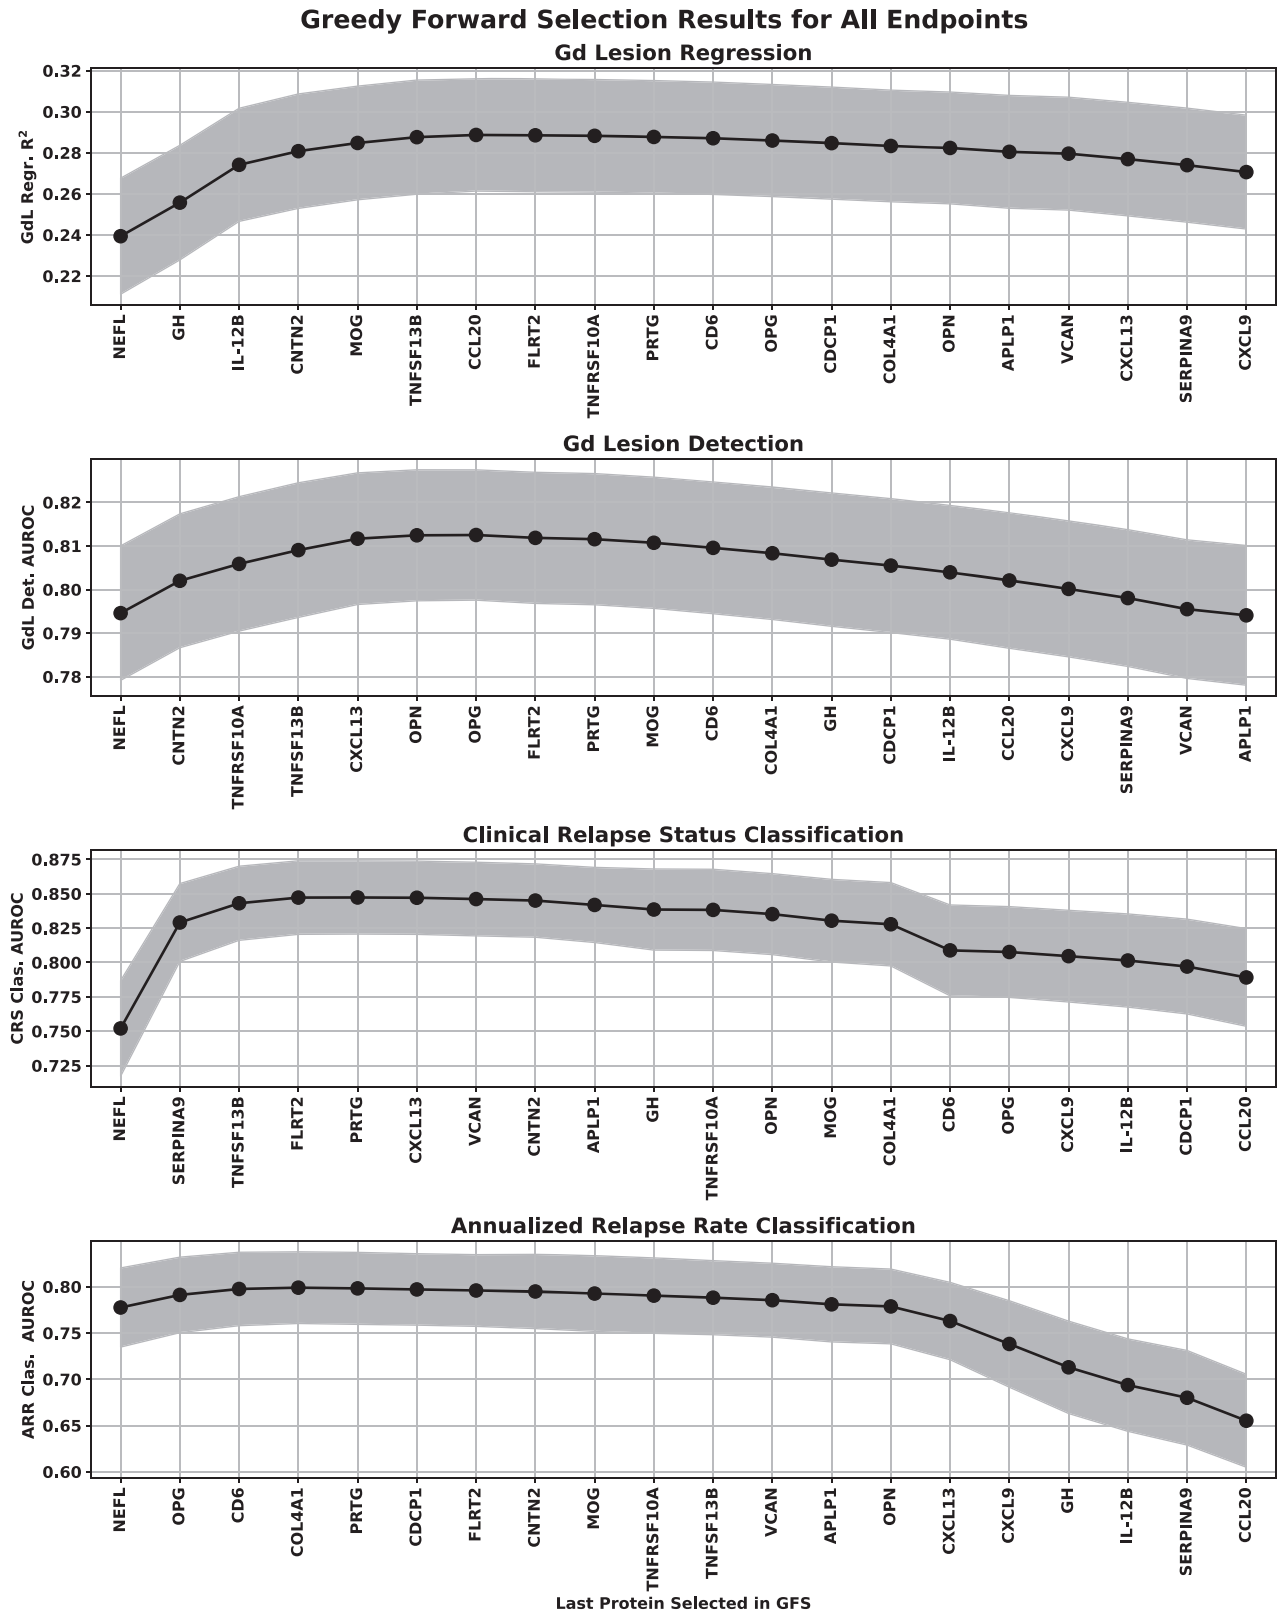 Greedy Forward Selection Results for All Endpoints
Gd Lesion Regression
GdL Regr. R²
0.32
0.30
0.28
0.26
0.24
0.22
NEFL
GH
IL-12B
CNTN2
MOG
TNFSF13B
CCL20
FLRT2
TNFRSF10A
PRTG
CD6
OPG
CDCP1
COL4A1
OPN
APLP1
VCAN
CXCL13
SERPINA9
CXCL9
Gd Lesion Detection
GdL Det. AUROC
0.82
0.81
0.80
0.79
0.78
NEFL
CNTN2
TNFRSF10A
TNFSF13B
CXCL13
OPN
OPG
FLRT2
PRTG
MOG
CD6
COL4A1
GH
CDCP1
IL-12B
CCL20
CXCL9
SERPINA9
VCAN
APLP1
Clinical Relapse Status Classification
CRS Clas. AUROC
0.875
0.850
0.825
0.800
0.775
0.750
0.725
NEFL
SERPINA9
TNFSF13B
FLRT2
PRTG
CXCL13
VCAN
CNTN2
APLP1
GH
TNFRSF10A
OPN
MOG
COL4A1
CD6
OPG
CXCL9
IL-12B
CDCP1
CCL20
Annualized Relapse Rate Classification
ARR Clas. AUROC
0.80
0.75
0.70
0.65
0.60
NEFL
OPG
CD6
COL4A1
PRTG
CDCP1
FLRT2
CNTN2
MOG
TNFRSF10A
TNFSF13B
VCAN
APLP1
OPN
CXCL13
CXCL9
GH
IL-12B
SERPINA9
CCL20
Last Protein Selected in GFS